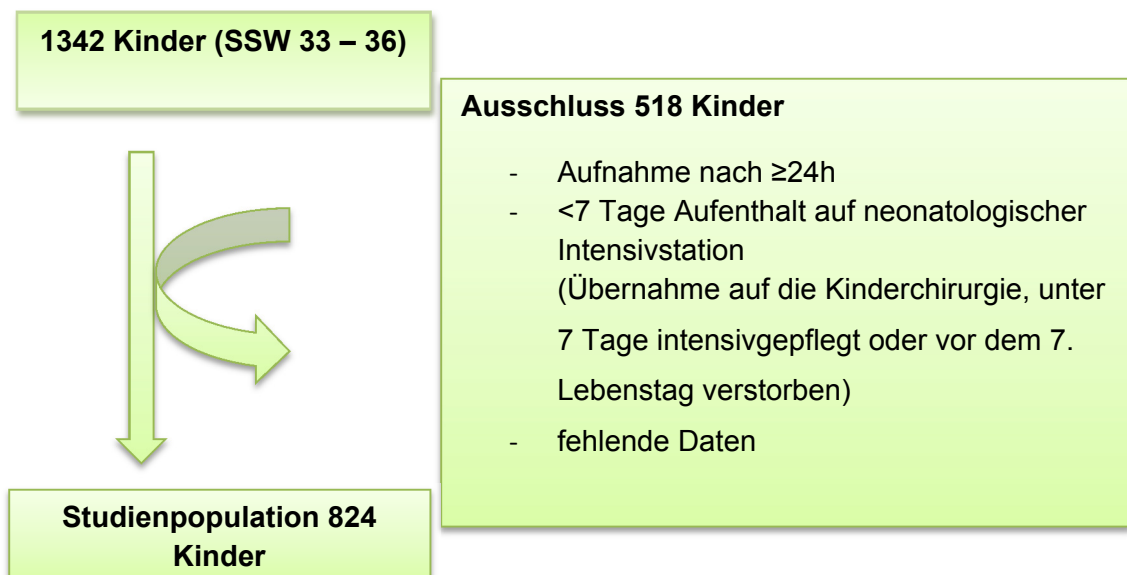 1342 Kinder (SSW 33 – 36)
Ausschluss 518 Kinder
- Aufnahme nach ≥24h
- <7 Tage Aufenthalt auf neonatologischer
Intensivstation
(Übernahme auf die Kinderchirurgie, unter
7 Tage intensivgepflegt oder vor dem 7.
Lebenstag verstorben)
- fehlende Daten
Studienpopulation 824
Kinder